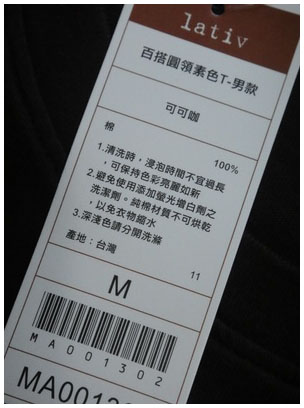 lativ
百搭圓領素色T-男款
可可咖
棉 100%
1.清洗時，浸泡時間不宜過長
，可保持色彩亮麗如新
2.避免使用添加螢光增白劑之
洗潔劑。純棉材質不可烘乾
，以免衣物縮水
3.深淺色請分開洗滌
產地：台灣 11
M
MA001302